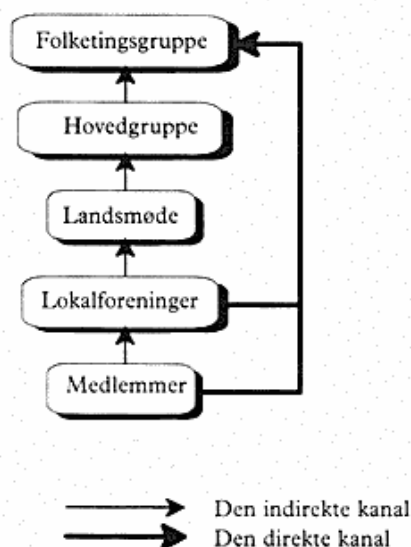 Folketingsgruppe
Hovedgruppe
Landsmøde
Lokalforeninger
Medlemmer
Den indirekte kanal
Den direkte kanal